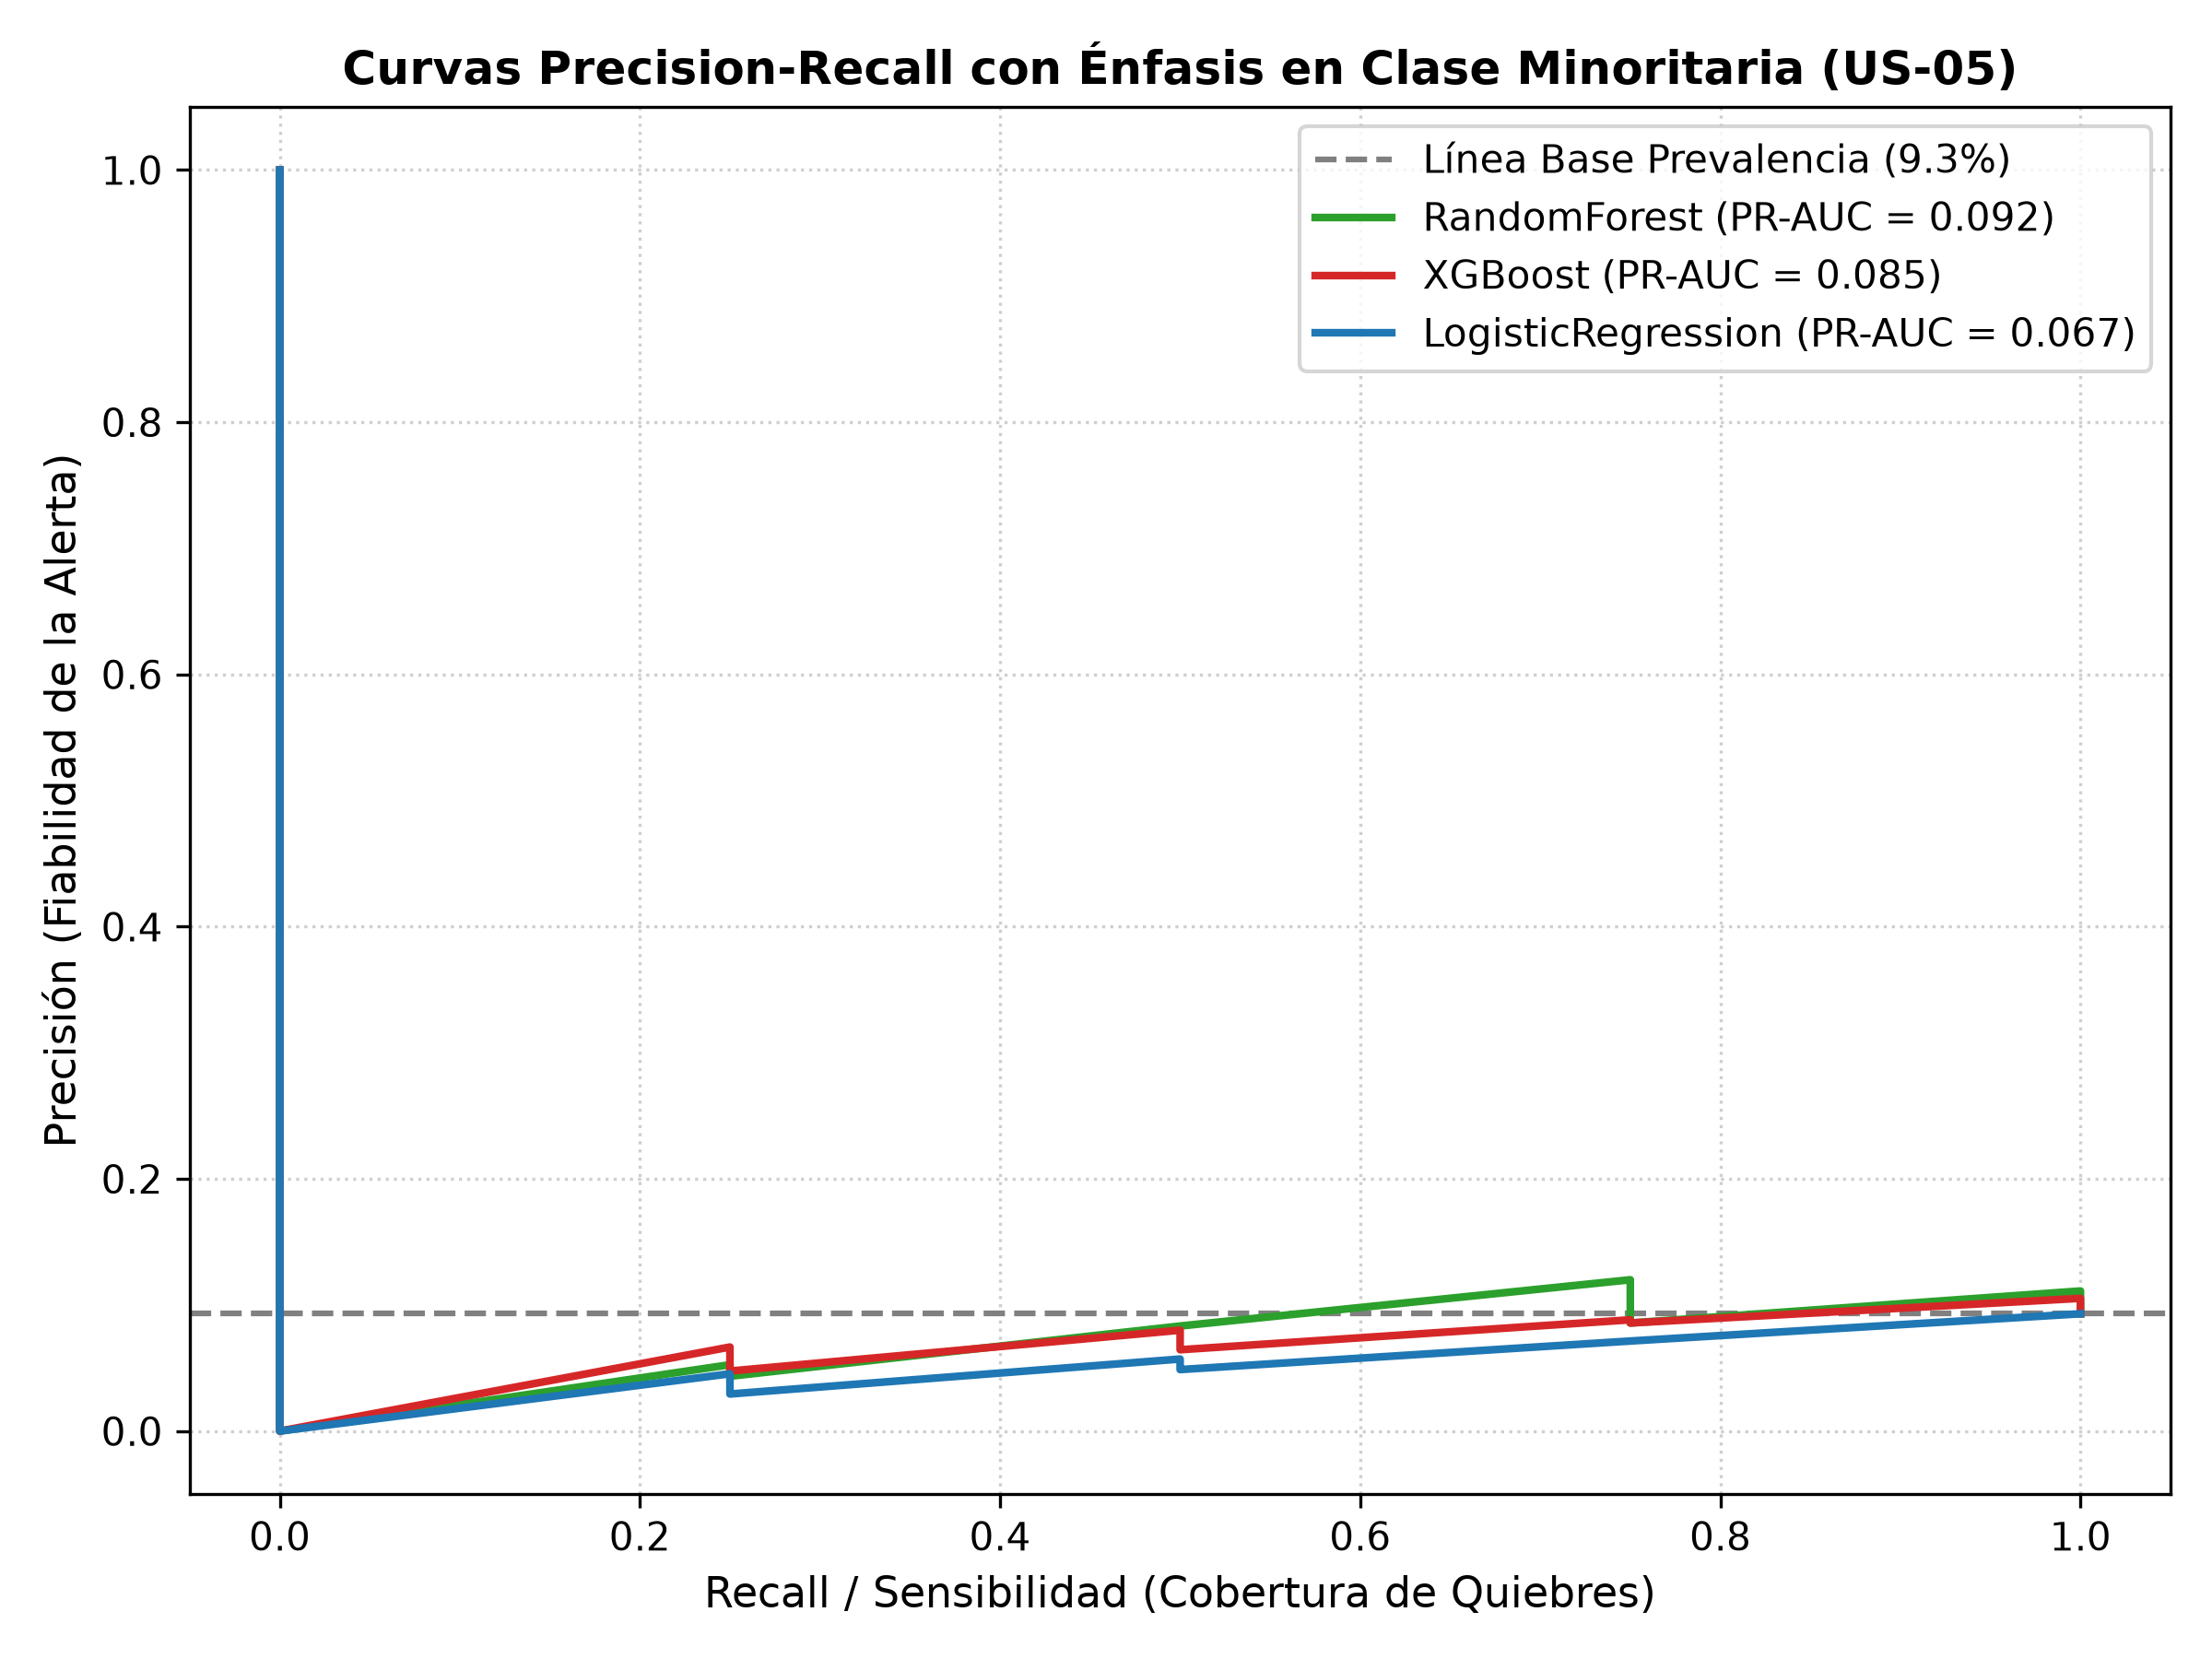 Curvas Precision-Recall con Énfasis en Clase Minoritaria (US-05)
Línea Base Prevalencia (9.3%)
RandomForest (PR-AUC = 0.092)
XGBoost (PR-AUC = 0.085)
LogisticRegression (PR-AUC = 0.067)
Precisión (Fiabilidad de la Alerta)
1.0
0.8
0.6
0.4
0.2
0.0
0.0 0.2 0.4 0.6 0.8 1.0
Recall / Sensibilidad (Cobertura de Quiebres)